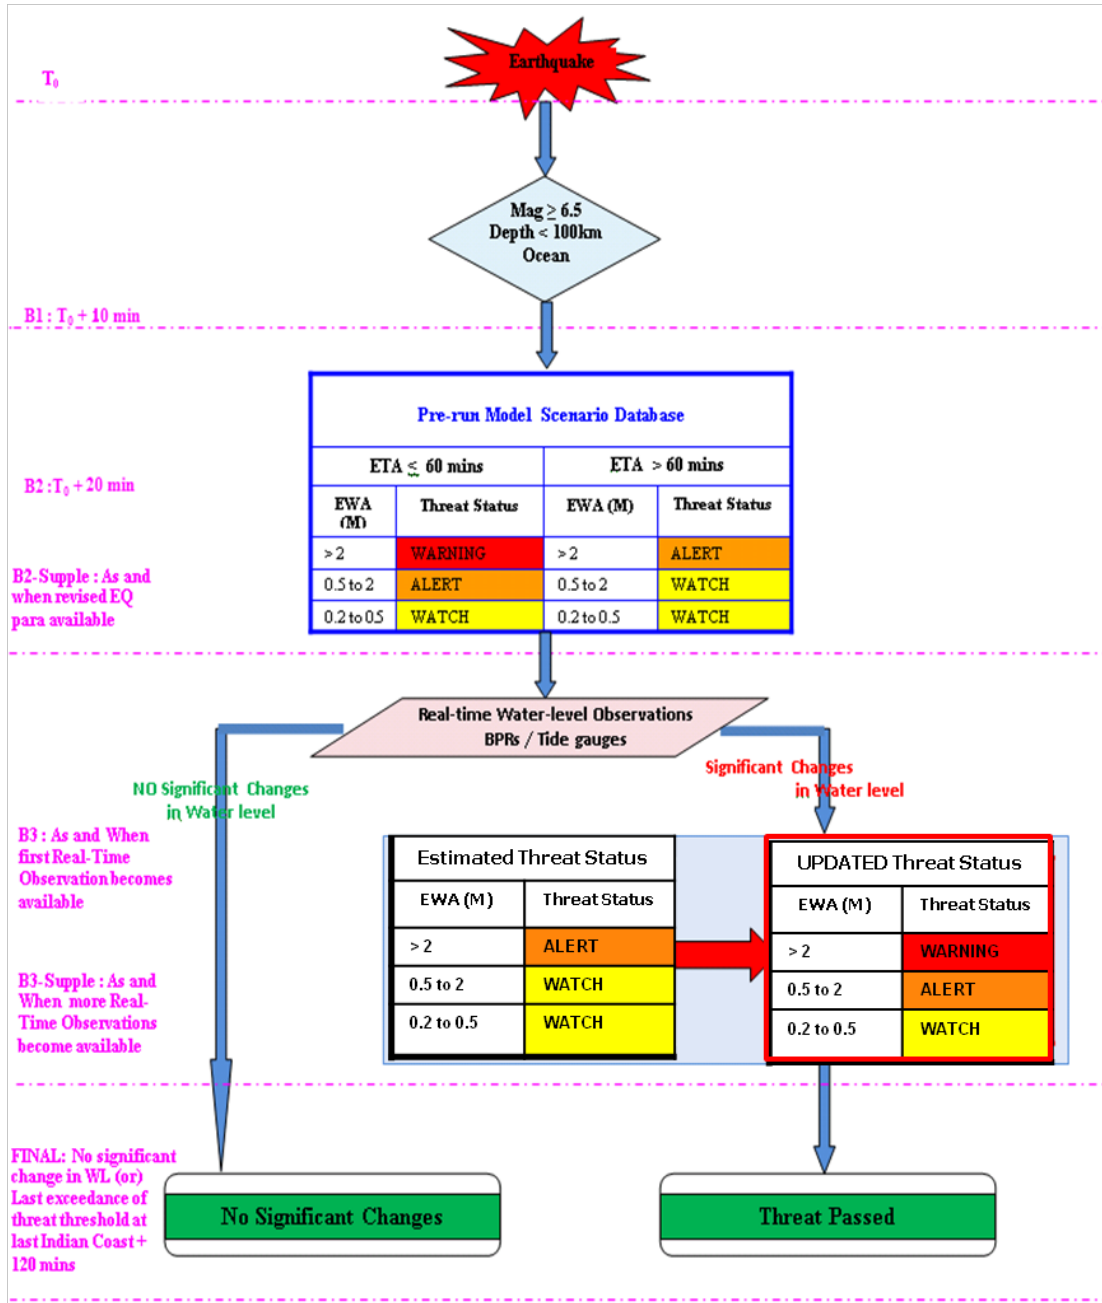 Earthquake
T₀
Mag ≥ 6.5
Depth < 100km
Ocean
B1 : T₀ + 10 min
Pre-run Model Scenario Database
ETA ≤ 60 mins ETA > 60 mins
B2 :T₀ + 20 min
EWA (M) Threat Status EWA (M) Threat Status
> 2 WARNING > 2 ALERT
0.5 to 2 ALERT 0.5 to 2 WATCH
0.2 to 0.5 WATCH 0.2 to 0.5 WATCH
B2-Supple : As and
when revised EQ
para available
Real-time Water-level Observations
BPRs / Tide gauges
NO Significant Changes
in Water level
Significant Changes
in Water level
B3 : As and When
first Real-Time
Observation becomes
available
Estimated Threat Status
EWA (M) Threat Status
> 2 ALERT
0.5 to 2 WATCH
0.2 to 0.5 WATCH
UPDATED Threat Status
EWA (M) Threat Status
> 2 WARNING
0.5 to 2 ALERT
0.2 to 0.5 WATCH
B3-Supple : As and
When more Real-
Time Observations
become available
FINAL: No significant
change in WL (or)
Last exceedance of
threat threshold at
last Indian Coast +
120 mins
No Significant Changes
Threat Passed